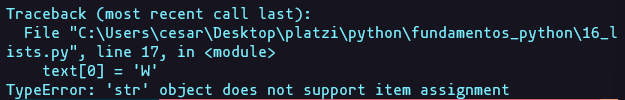 Traceback (most recent call last):
  File "C:\Users\cesar\Desktop\platzi\python\fundamentos_python\16_l
ists.py", line 17, in <module>
    text[0] = 'W'
TypeError: 'str' object does not support item assignment